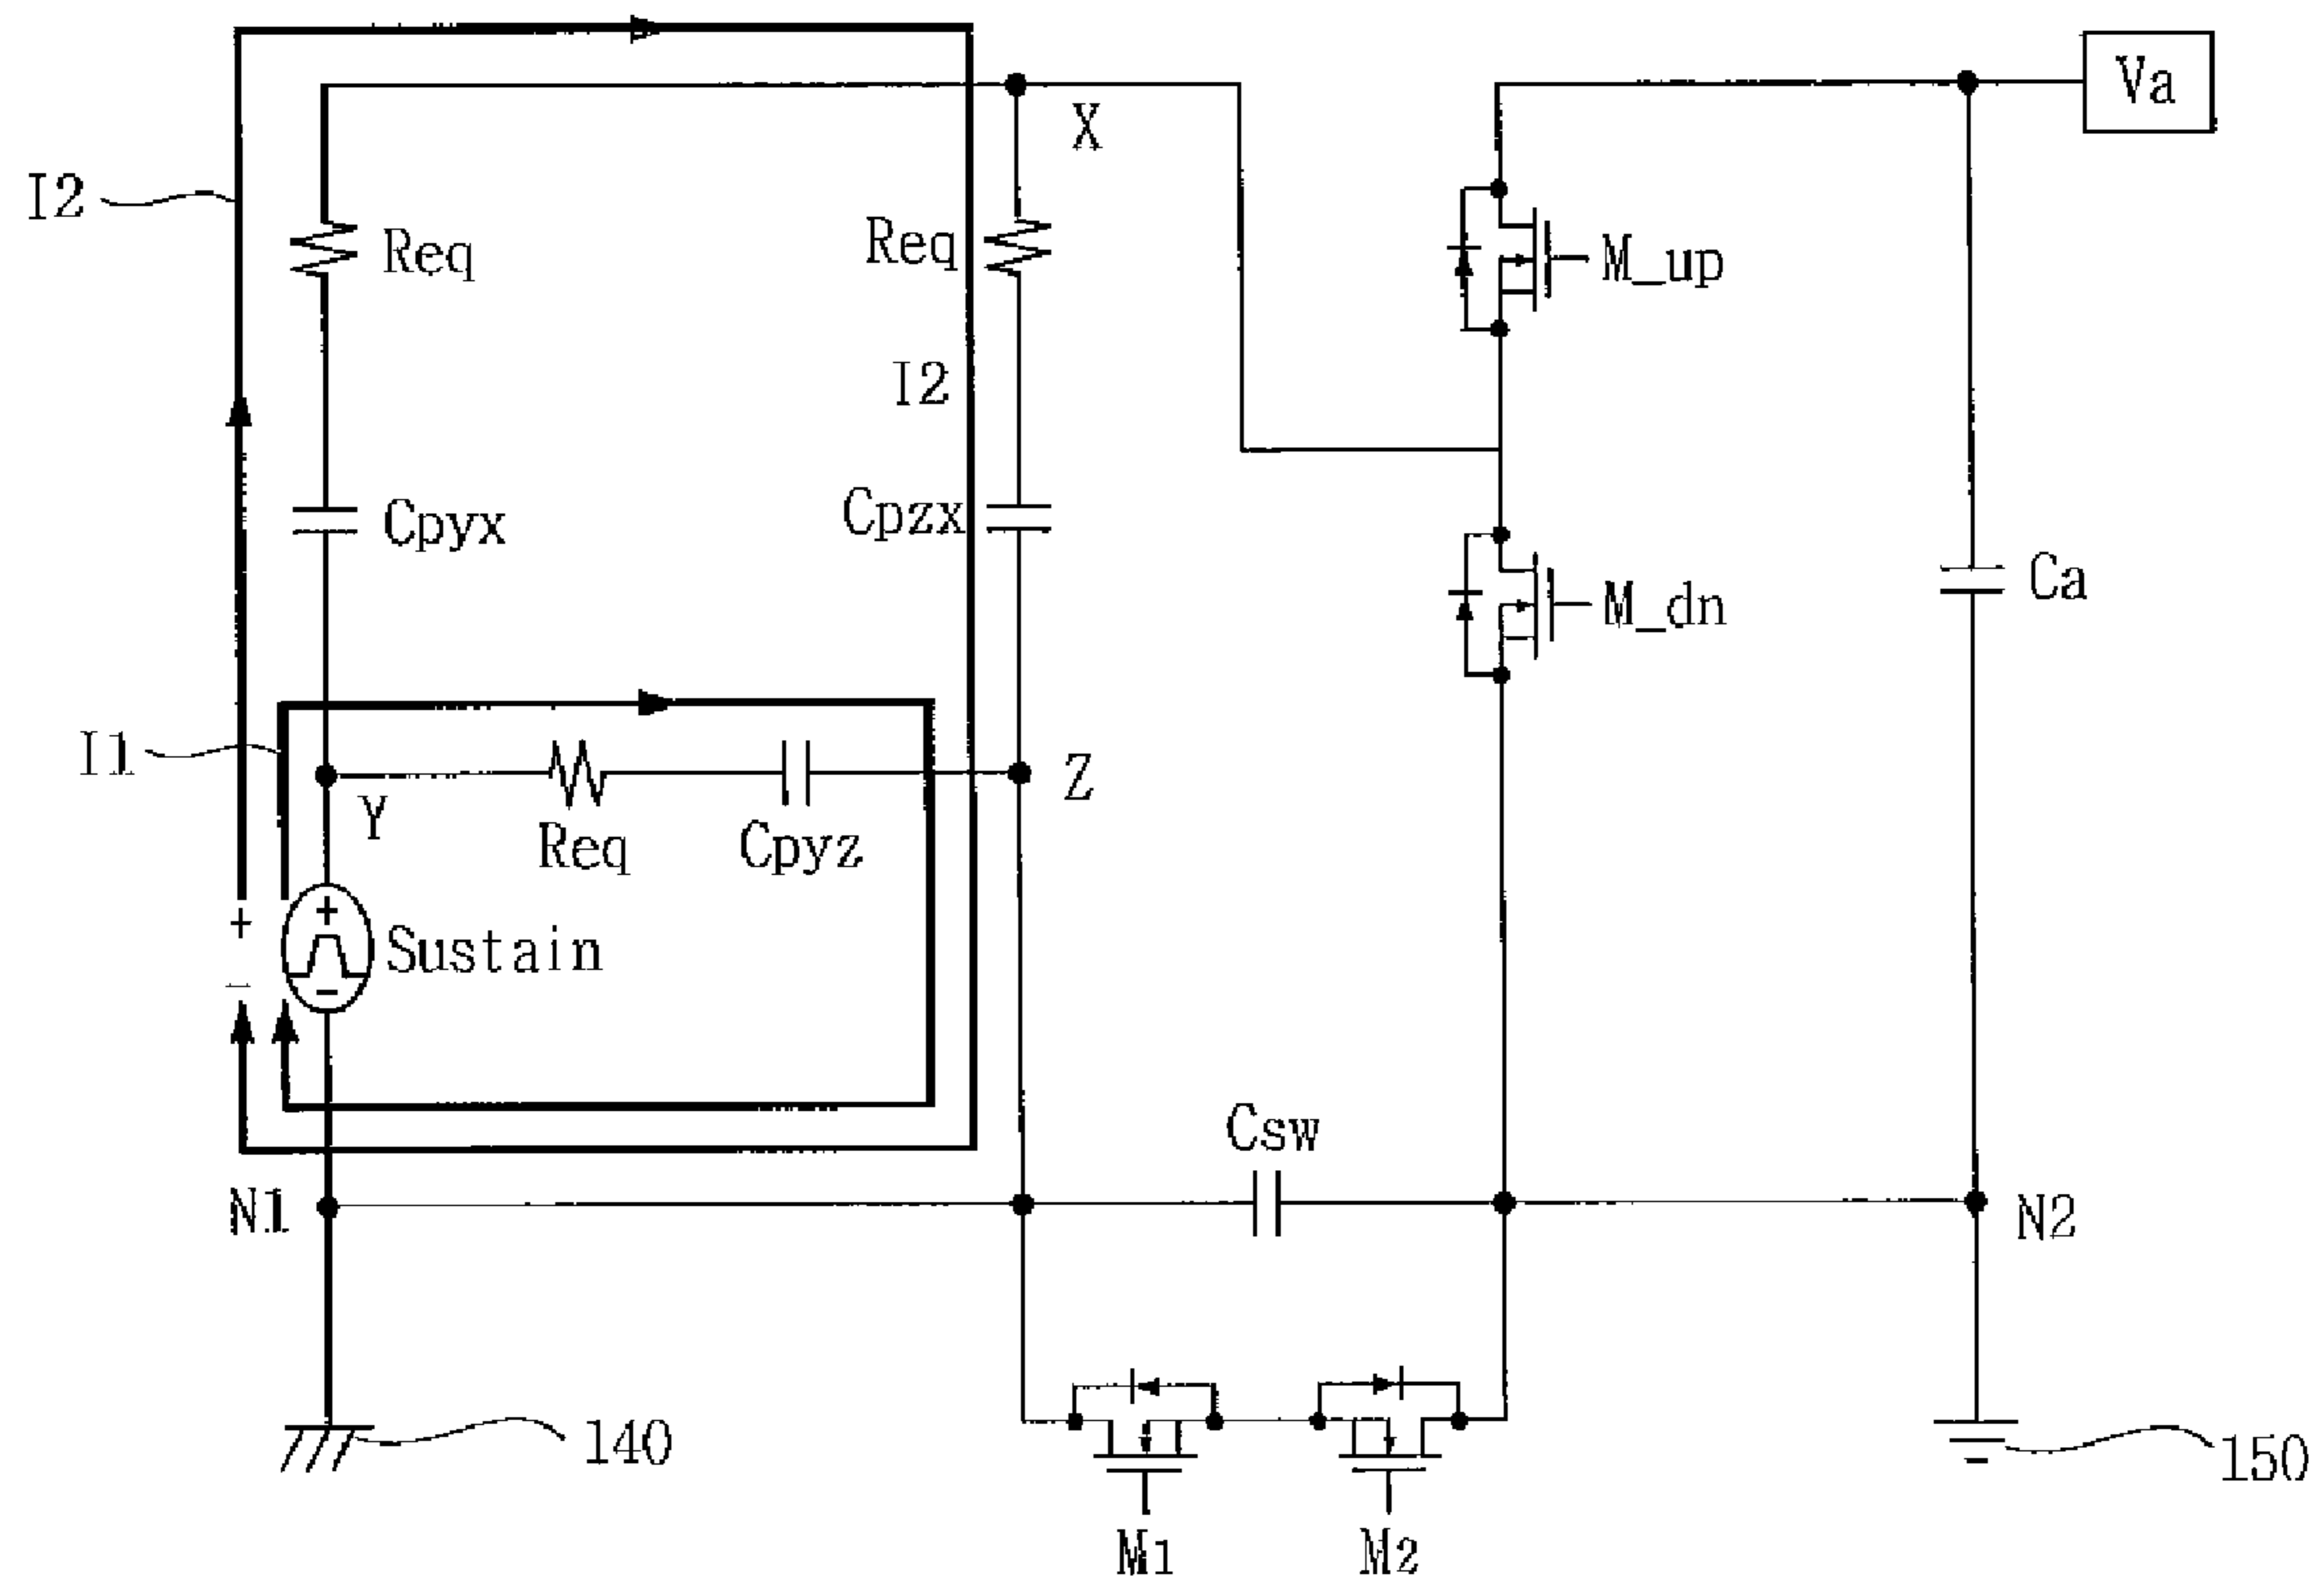 Va
X
I2
Req
Req
M_up
I2
Cpyx
Cpzx
Ca
M_dn
I1
Z
Y
Req
Cpyz
+
+
Sustain
−
−
Csw
N1
N2
140
150
M1
M2